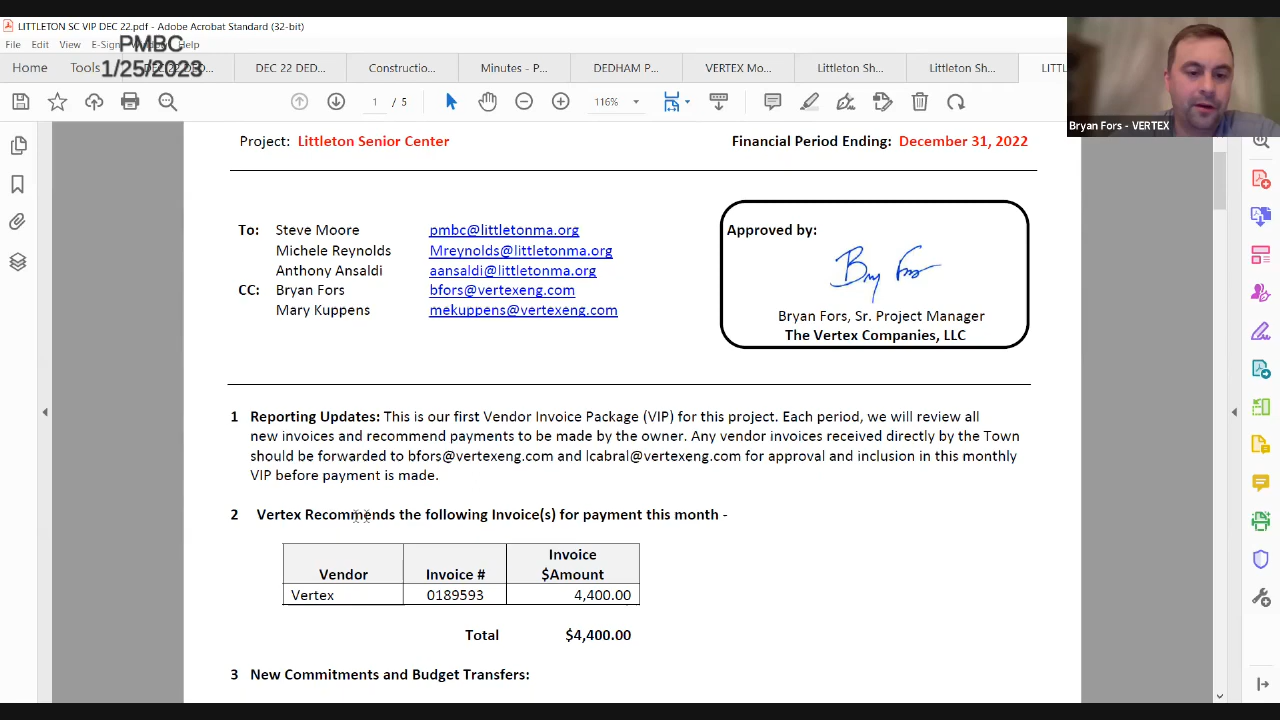 LITTLETON SC VIP DEC 22.pdf - Adobe Acrobat Standard (32-bit)
File Edit View E-Sign Help
PMBC
1/25/2023
Home Tools DEC 22 DED... Constructio... Minutes - P... DEDHAM P... VERTEX Mo... Littleton Sh... Littleton Sh...
1 / 5 116%
Bryan Fors - VERTEX
Project: Littleton Senior Center Financial Period Ending: December 31, 2022
To: Steve Moore pmbc@littletonma.org
Michele Reynolds Mreynolds@littletonma.org
Anthony Ansaldi aansaldi@littletonma.org
CC: Bryan Fors bfors@vertexeng.com
Mary Kuppens mekuppens@vertexeng.com
Approved by:
Bry Fors
Bryan Fors, Sr. Project Manager
The Vertex Companies, LLC
1 Reporting Updates: This is our first Vendor Invoice Package (VIP) for this project. Each period, we will review all
new invoices and recommend payments to be made by the owner. Any vendor invoices received directly by the Town
should be forwarded to bfors@vertexeng.com and lcabral@vertexeng.com for approval and inclusion in this monthly
VIP before payment is made.
2 Vertex Recommends the following Invoice(s) for payment this month -
Vendor Invoice # Invoice $Amount
Vertex 0189593 4,400.00
Total $4,400.00
3 New Commitments and Budget Transfers: